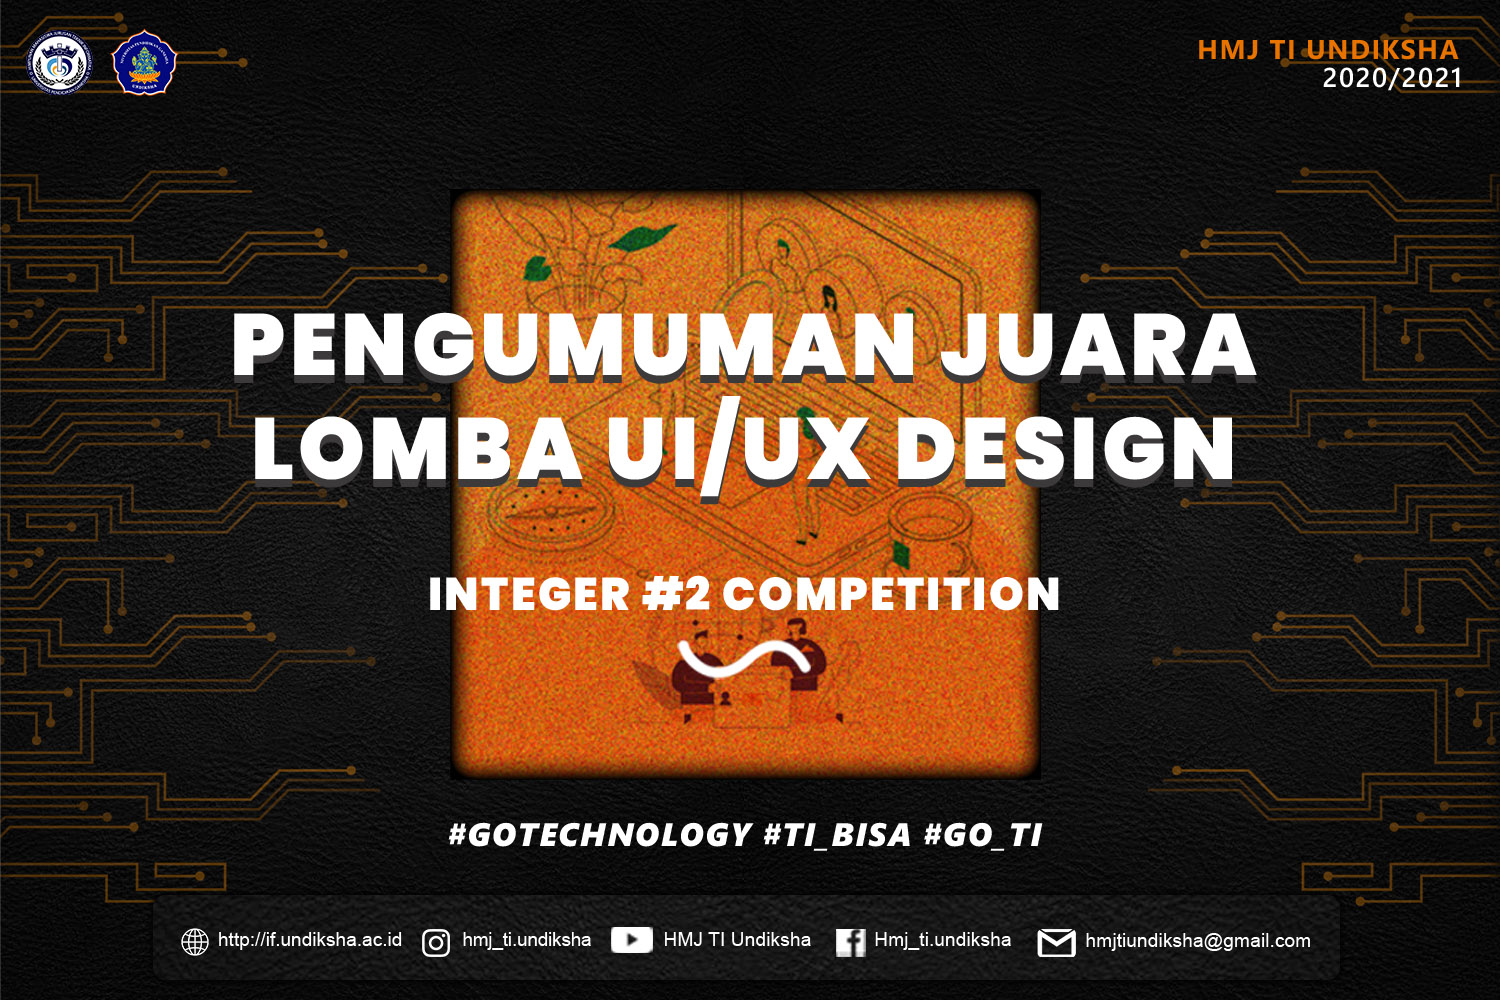 HMJ TI UNDIKSHA
2020/2021
PENGUMUMAN JUARA
LOMBA UI/UX DESIGN
INTEGER #2 COMPETITION
#GOTECHNOLOGY #TI_BISA #GO_TI
http://if.undiksha.ac.id hmj_ti.undiksha HMJ TI Undiksha Hmj_ti.undiksha hmjtiundiksha@gmail.com